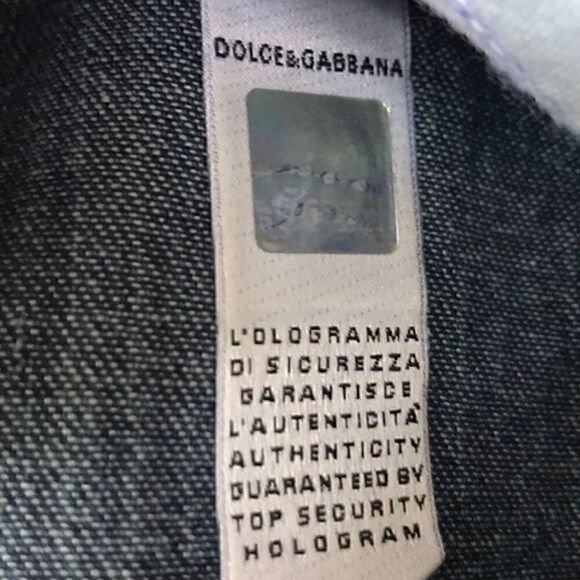 DOLCE&GABBANA
L'OLOGRAMMA
DI SICUREZZA
GARANTISCE
L'AUTENTICITÀ
AUTHENTICITY
GUARANTEED BY
TOP SECURITY
HOLOGRAM